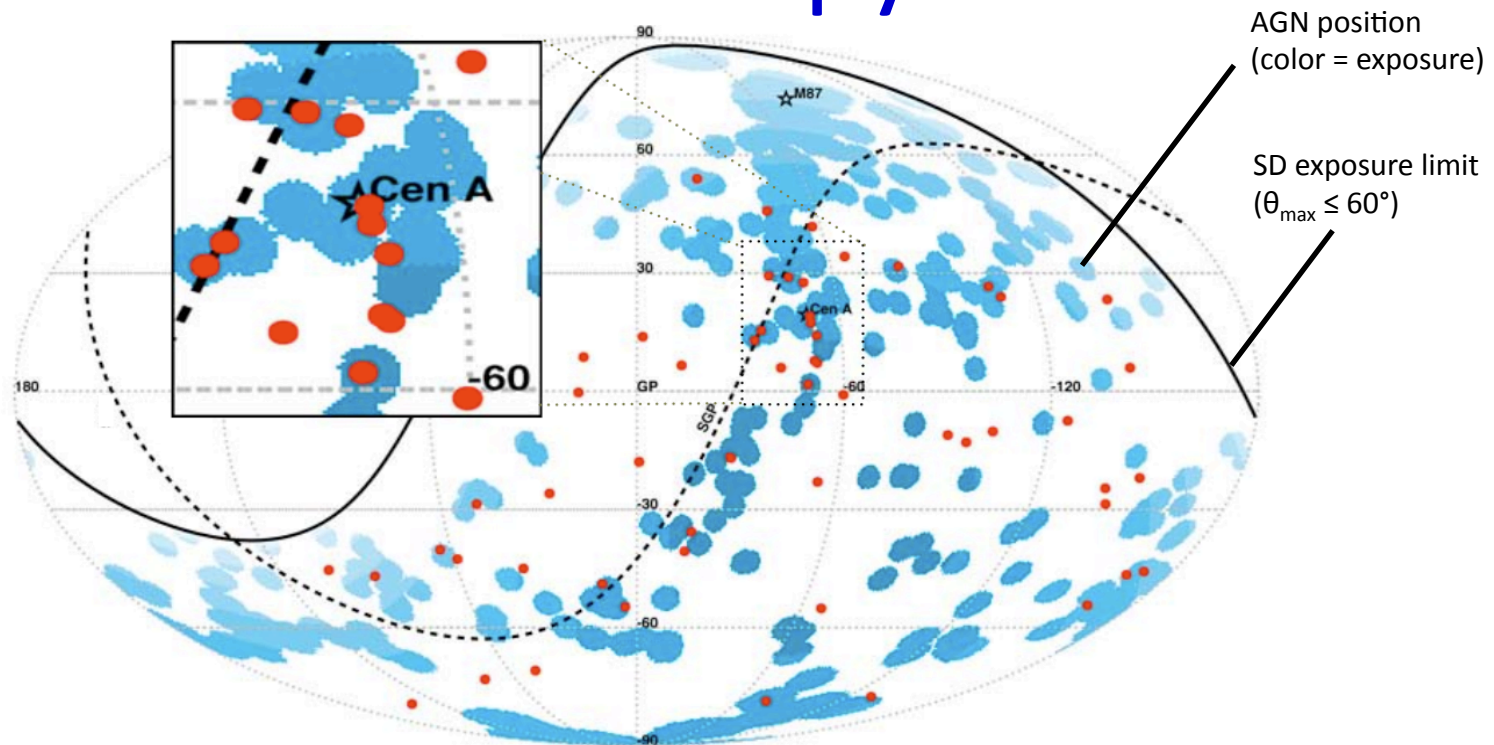 AGN position
(color = exposure)
SD exposure limit
(θmax ≤ 60°)
90
M87
60
Cen A
30
Cen A
-60
180
GP
-60
-120
SGP
-30
-60
-90